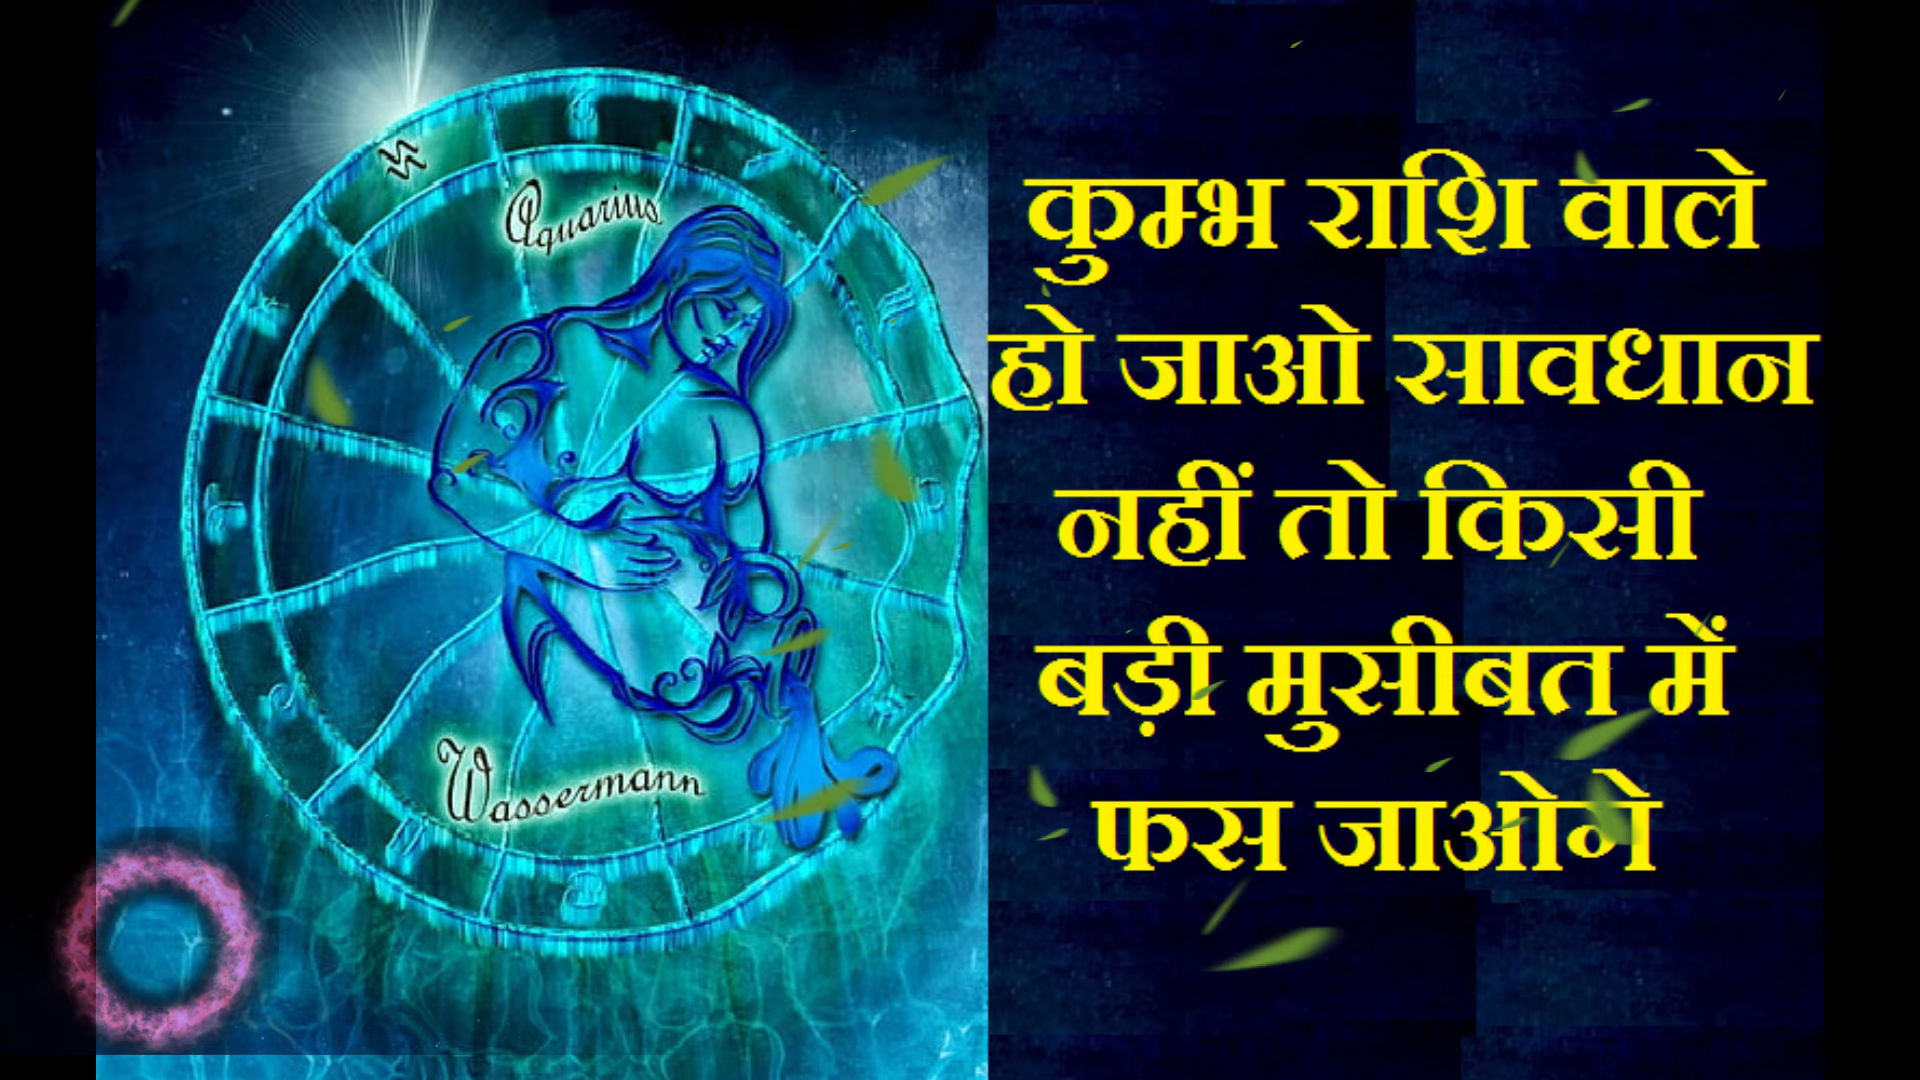 Aquarius
Wassermann
कुम्भ राशि वाले
हो जाओ सावधान
नहीं तो किसी
बड़ी मुसीबत में
फस जाओगे